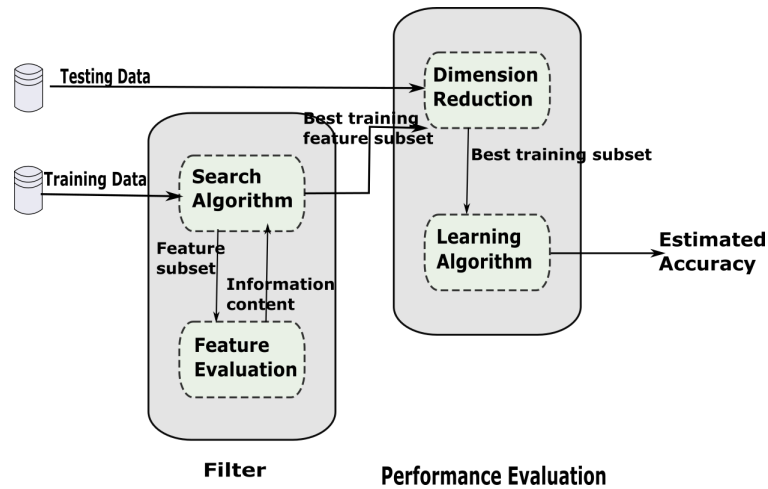 Testing Data
Dimension
Reduction
Best training
feature subset
Training Data
Search
Algorithm
Best training subset
Feature
subset
Information
content
Learning
Algorithm
Estimated
Accuracy
Feature
Evaluation
Filter
Performance Evaluation